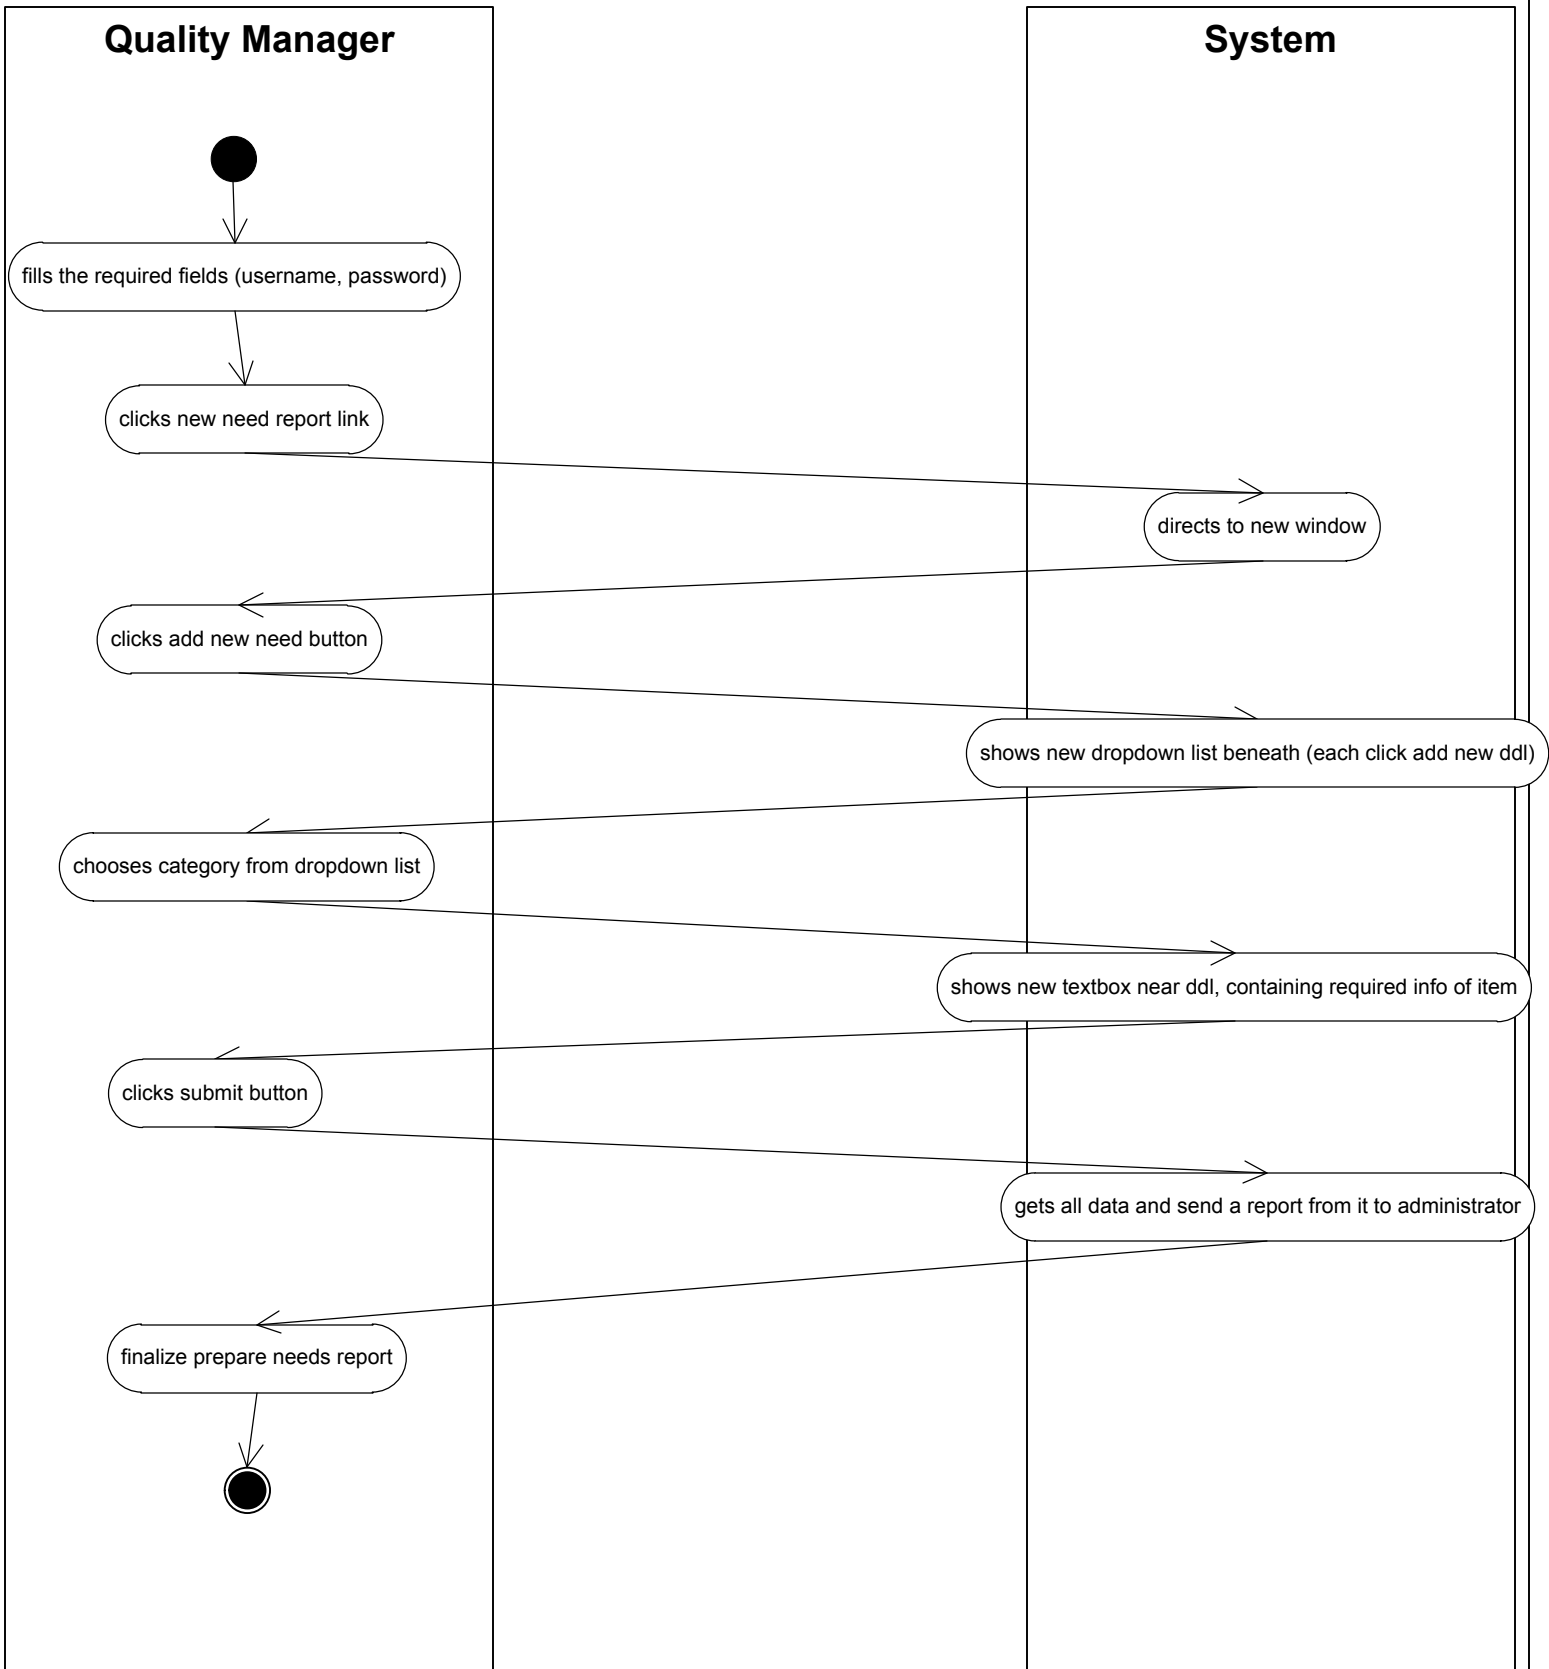 Quality Manager
System
fills the required fields (username, password)
clicks new need report link
directs to new window
clicks add new need button
shows new dropdown list beneath (each click add new ddl)
chooses category from dropdown list
shows new textbox near ddl, containing required info of item
clicks submit button
gets all data and send a report from it to administrator
finalize prepare needs report